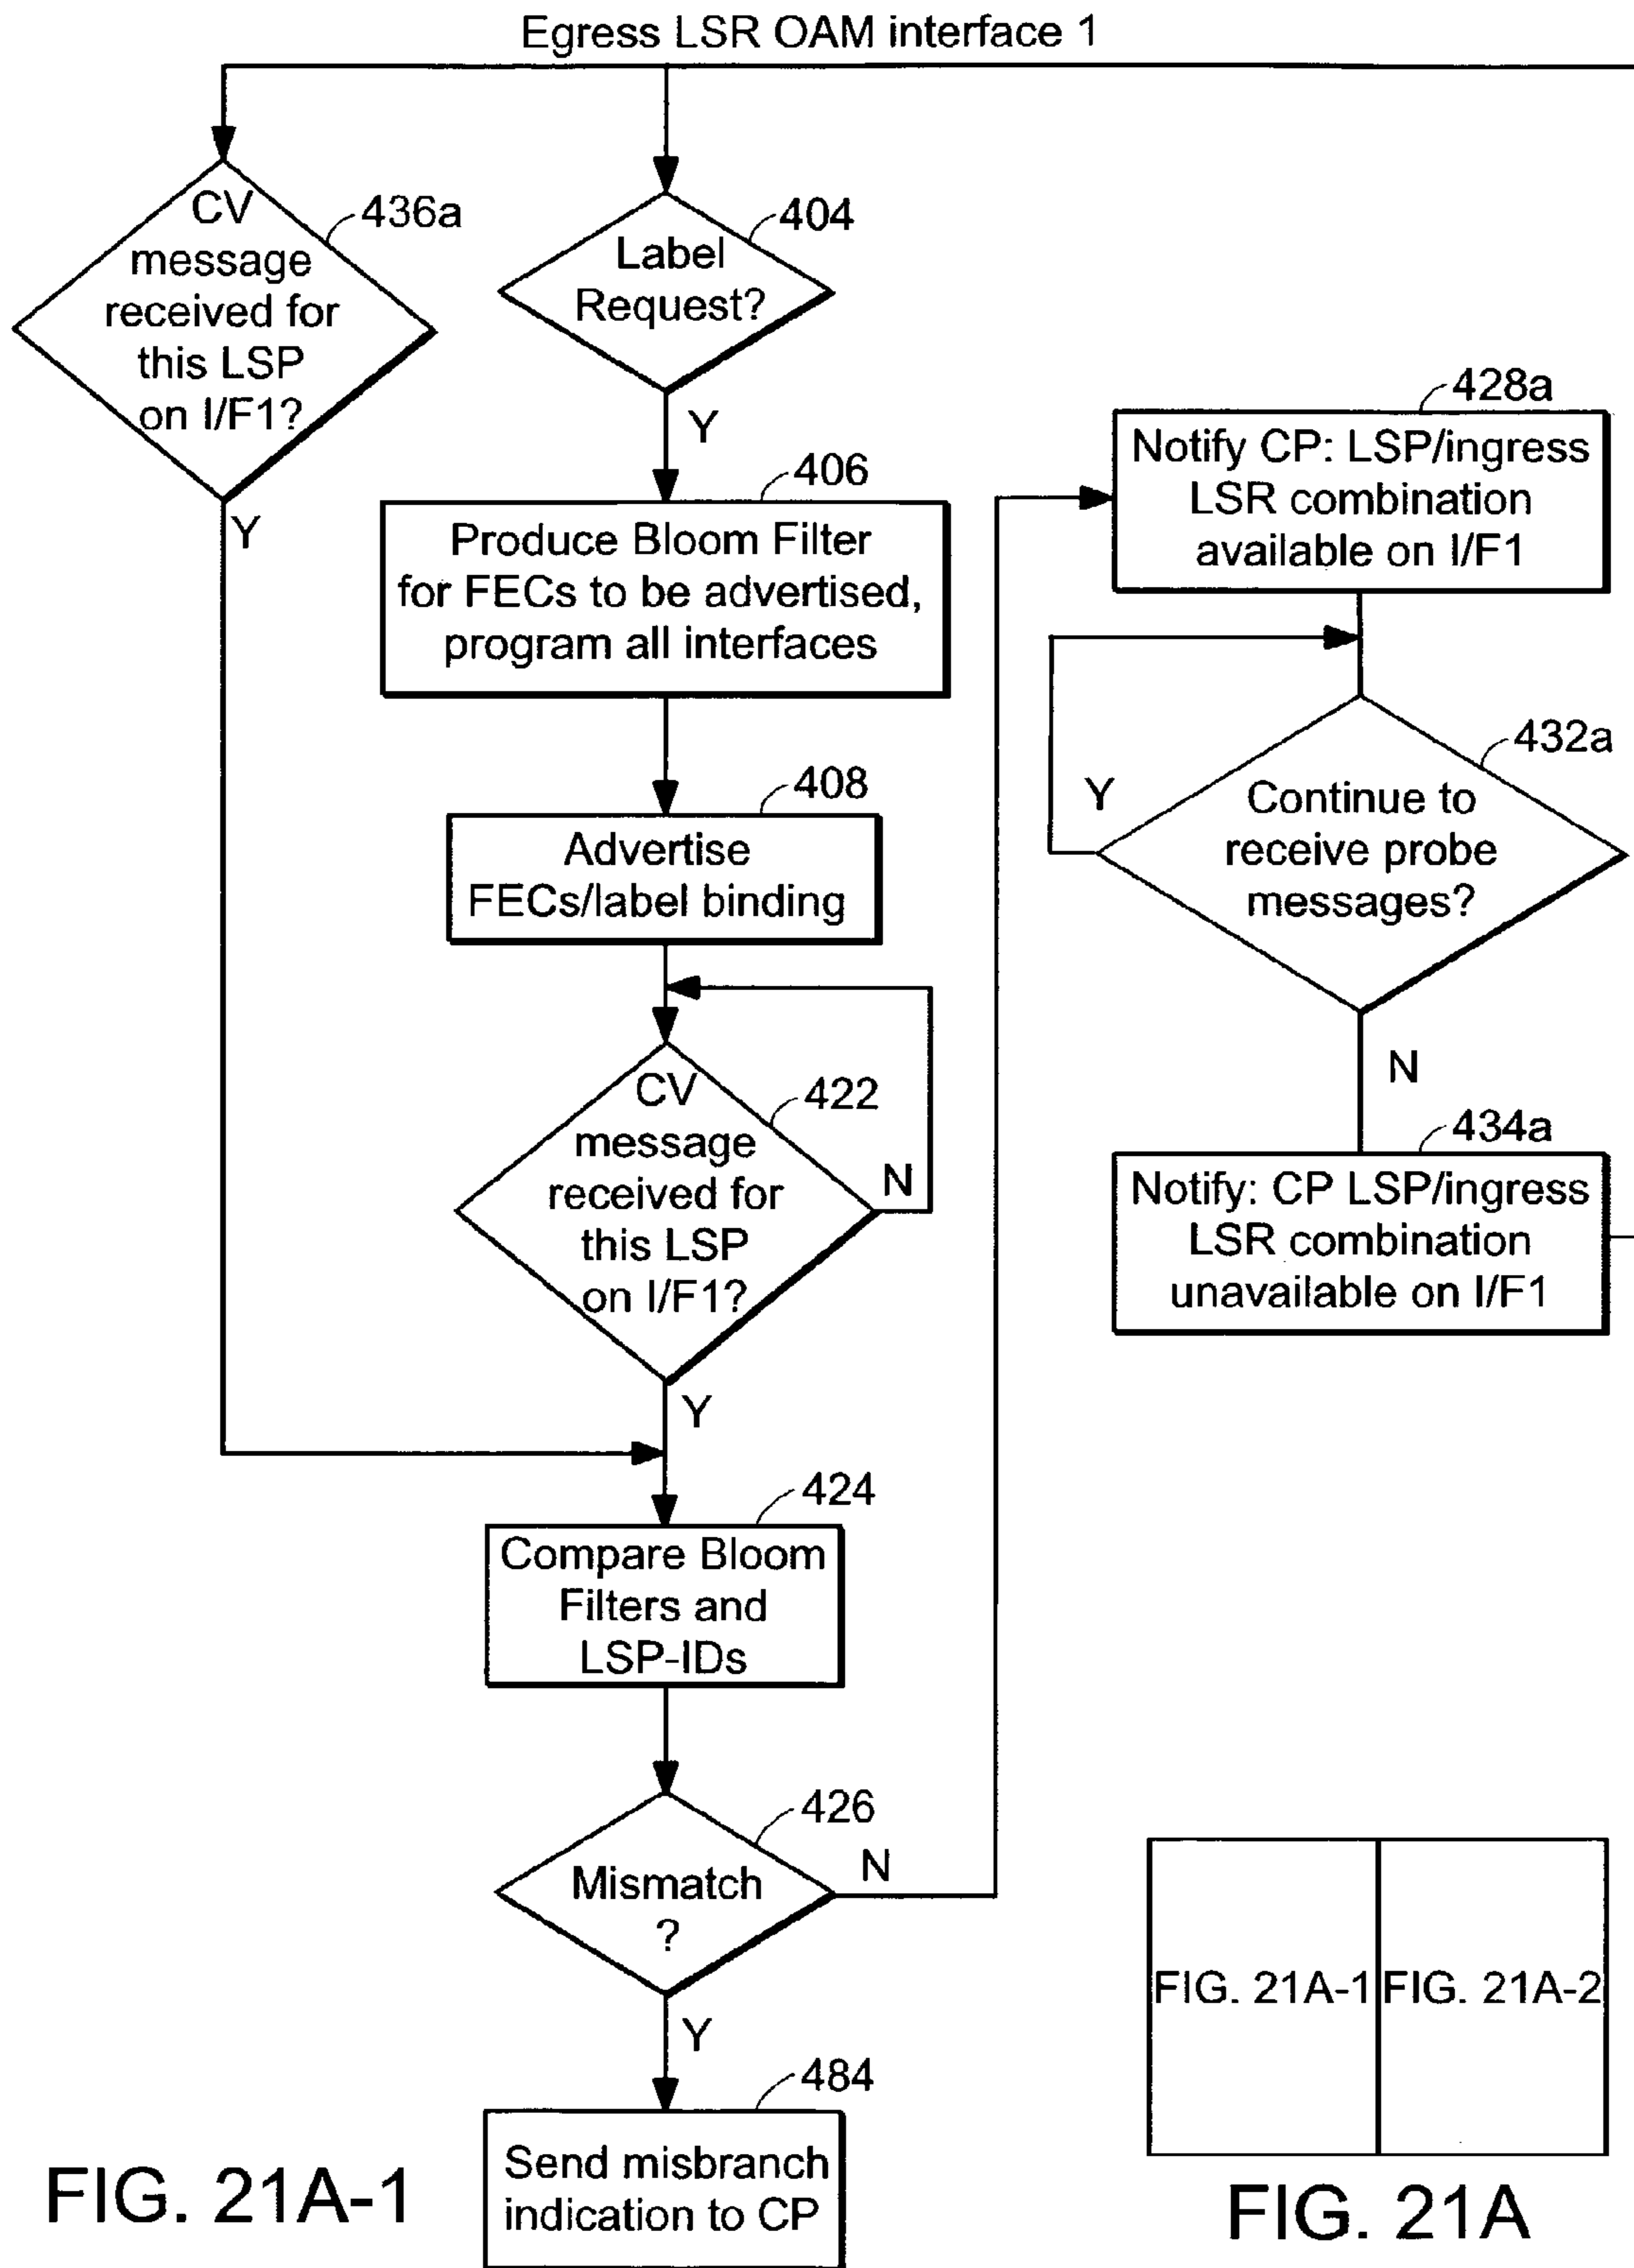 Egress LSR OAM interface 1
CV
message
received for
this LSP
on I/F1?
436a
Y
Label
Request?
404
Y
406
Produce Bloom Filter
for FECs to be advertised,
program all interfaces
408
Advertise
FECs/label binding
CV
message
received for
this LSP
on I/F1?
422
N
Y
424
Compare Bloom
Filters and
LSP-IDs
426
Mismatch
?
N
Y
484
Send misbranch
indication to CP
428a
Notify CP: LSP/ingress
LSR combination
available on I/F1
432a
Y
Continue to
receive probe
messages?
N
434a
Notify: CP LSP/ingress
LSR combination
unavailable on I/F1
FIG. 21A-1
FIG. 21A-2
FIG. 21A
FIG. 21A-1